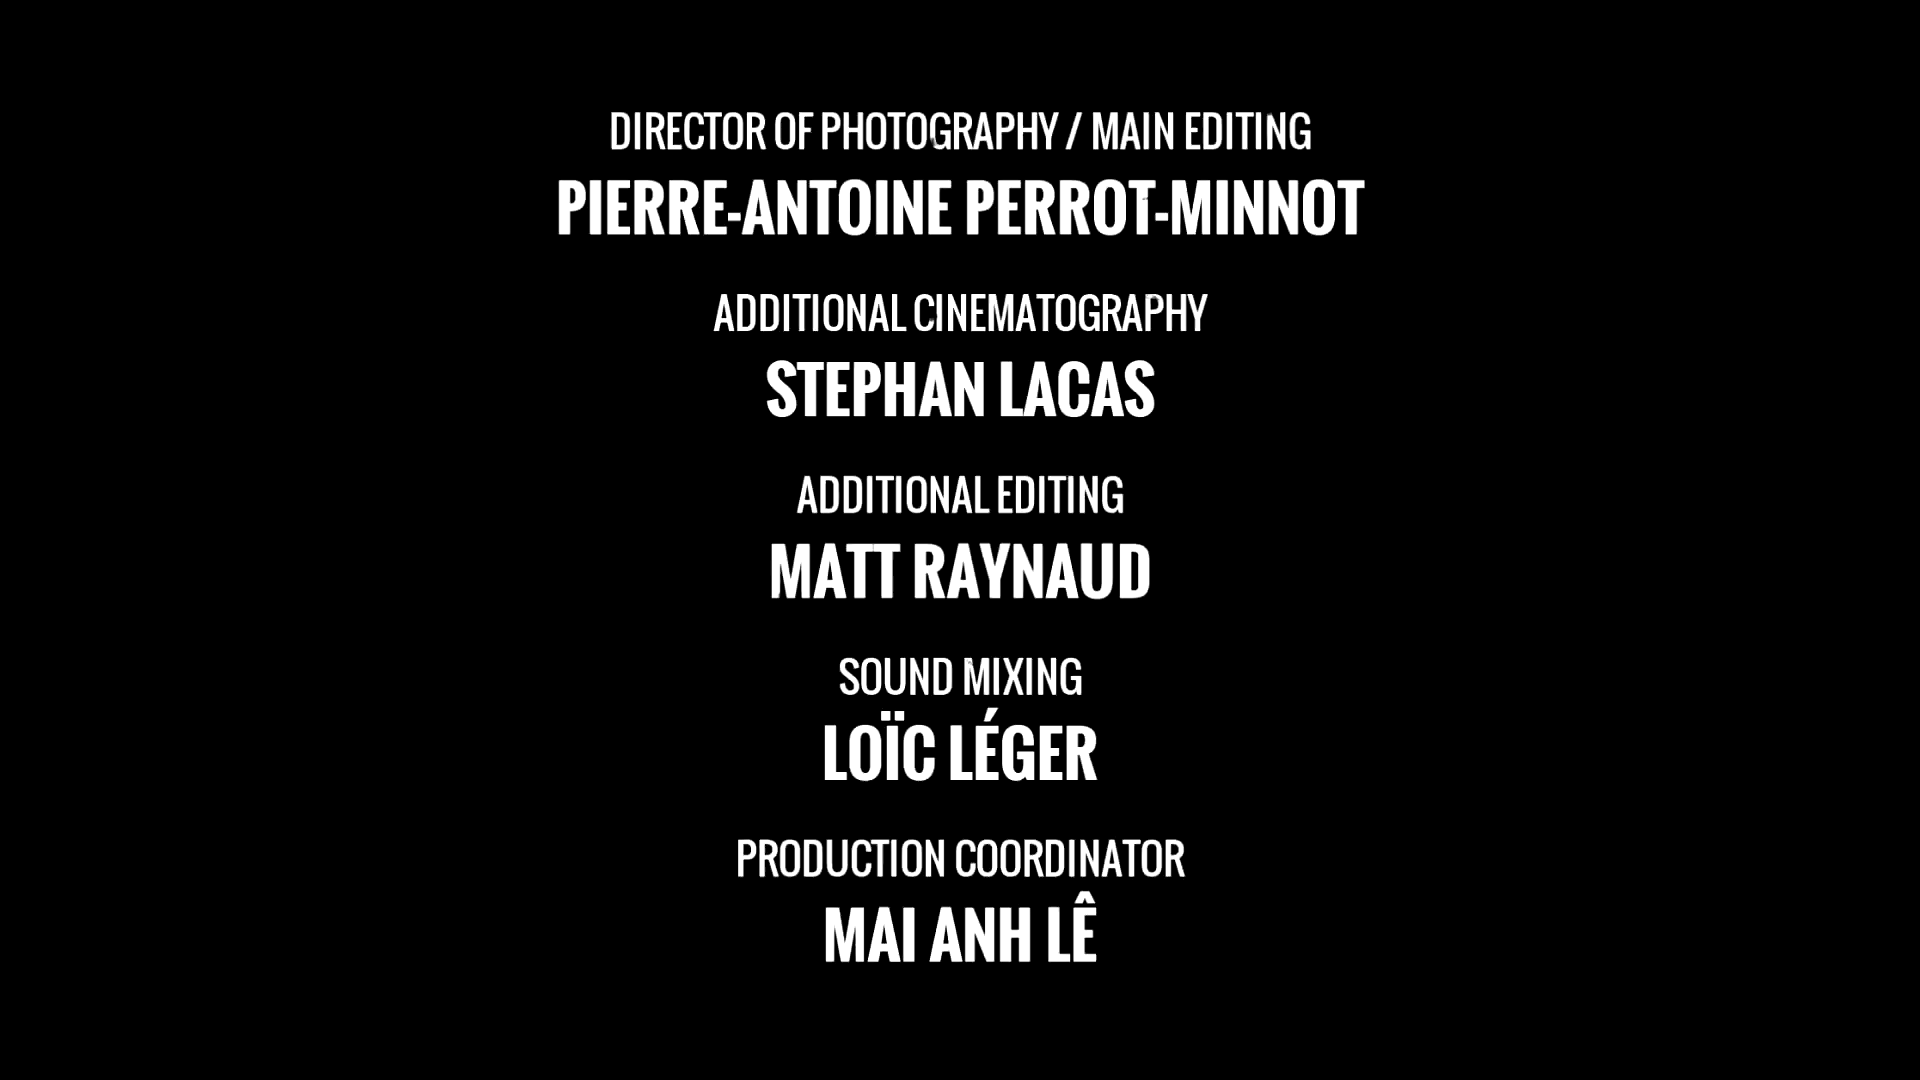 DIRECTOR OF PHOTOGRAPHY / MAIN EDITING
PIERRE-ANTOINE PERROT-MINNOT
ADDITIONAL CINEMATOGRAPHY
STEPHAN LACAS
ADDITIONAL EDITING
MATT RAYNAUD
SOUND MIXING
LOÏC LÉGER
PRODUCTION COORDINATOR
MAI ANH LÊ